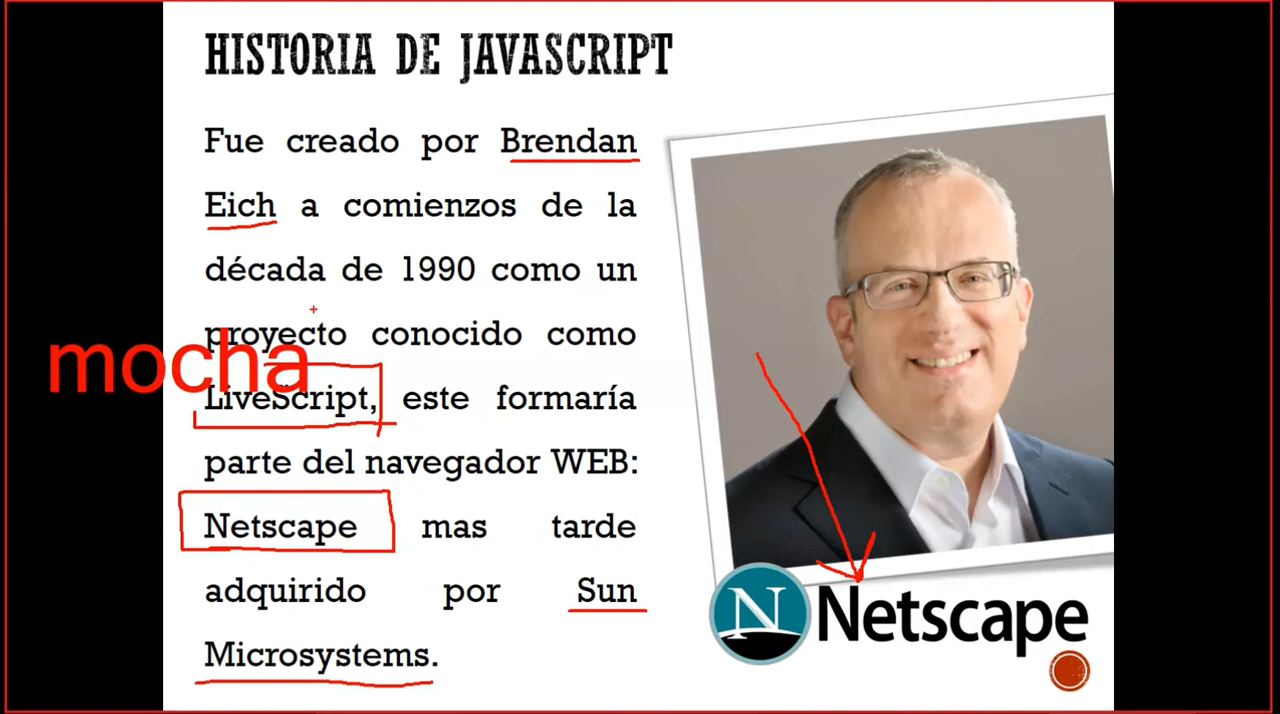 HISTORIA DE JAVASCRIPT
Fue creado por Brendan
Eich a comienzos de la
década de 1990 como un
proyecto conocido como
mocha
LiveScript, este formaría
parte del navegador WEB:
Netscape mas tarde
adquirido por Sun
Microsystems.
N Netscape